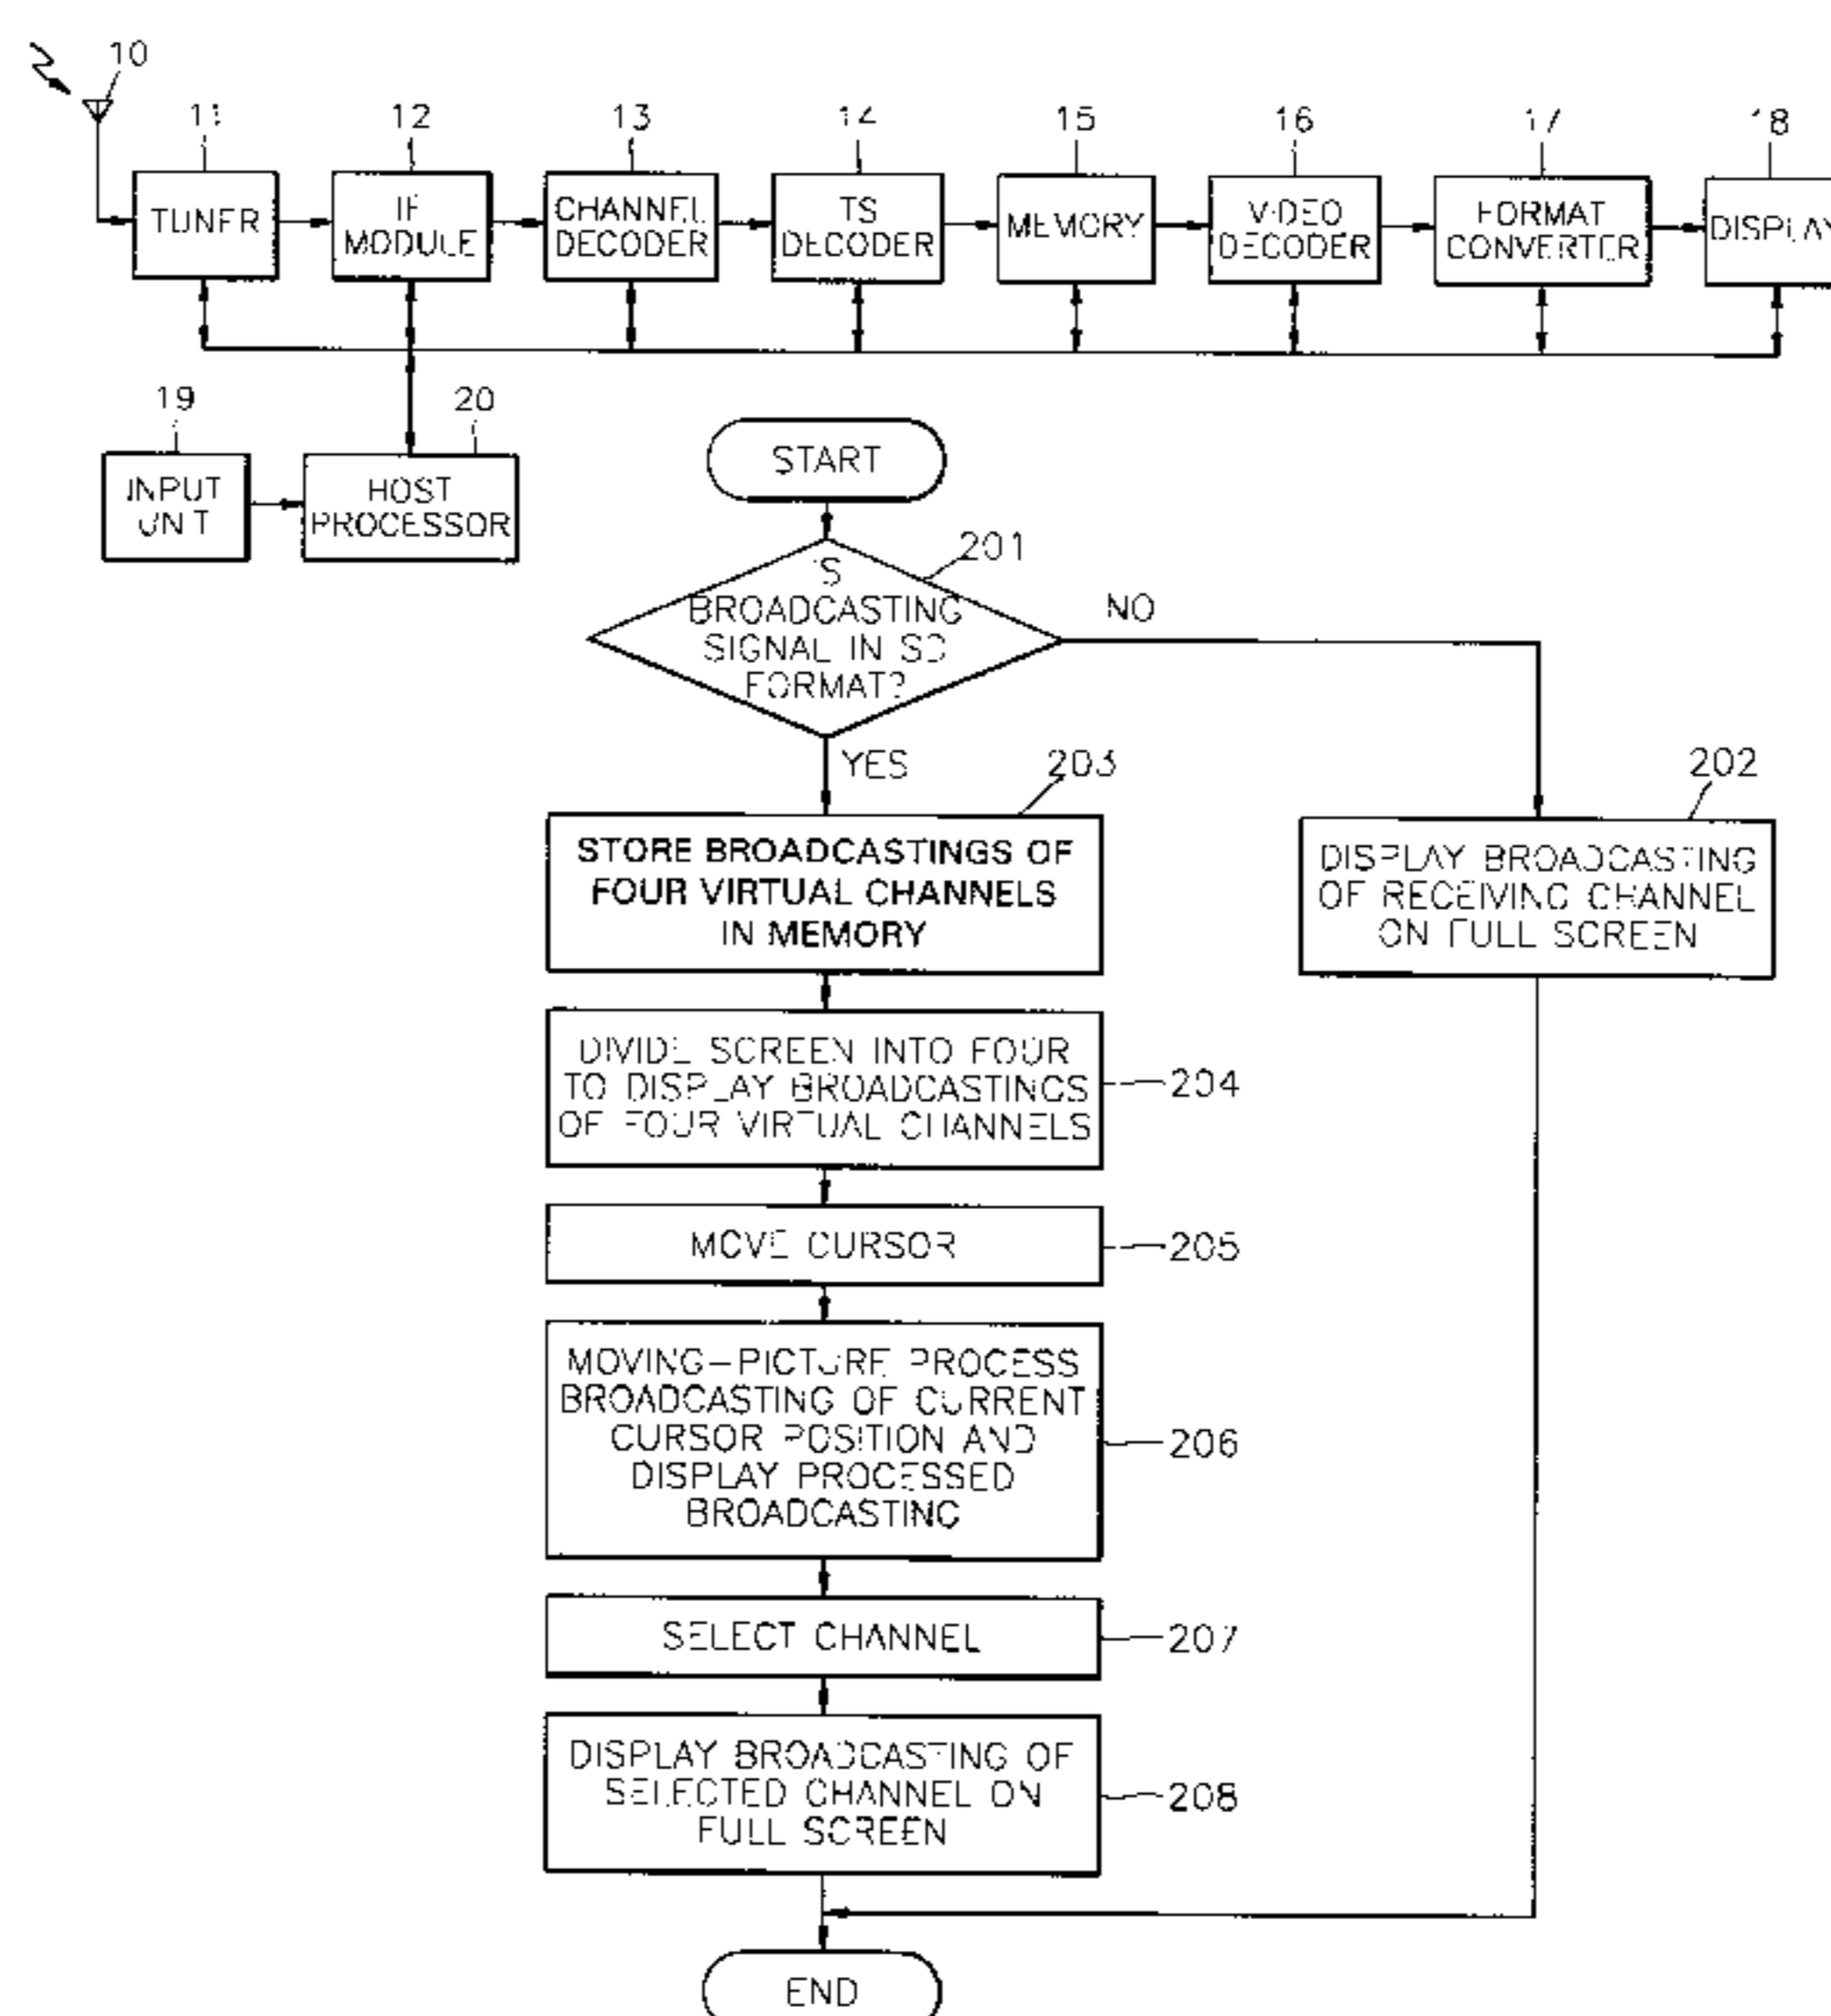 10
11
12
13
14
15
16
17
18
TUNER
IF
MODULE
CHANNEL
DECODER
TS
DECODER
MEMORY
VIDEO
DECODER
FORMAT
CONVERTER
DISPLAY
19
20
INPUT
UNIT
HOST
PROCESSOR
START
201
IS
BROADCASTING
SIGNAL IN SD
FORMAT?
NO
YES
203
202
STORE BROADCASTINGS OF
FOUR VIRTUAL CHANNELS
IN MEMORY
DISPLAY BROADCASTING
OF RECEIVING CHANNEL
ON FULL SCREEN
DIVIDE SCREEN INTO FOUR
TO DISPLAY BROADCASTINGS
OF FOUR VIRTUAL CHANNELS
204
MOVE CURSOR
205
MOVING-PICTURE PROCESS
BROADCASTING OF CURRENT
CURSOR POSITION AND
DISPLAY PROCESSED
BROADCASTING
206
SELECT CHANNEL
207
DISPLAY BROADCASTING OF
SELECTED CHANNEL ON
FULL SCREEN
208
END